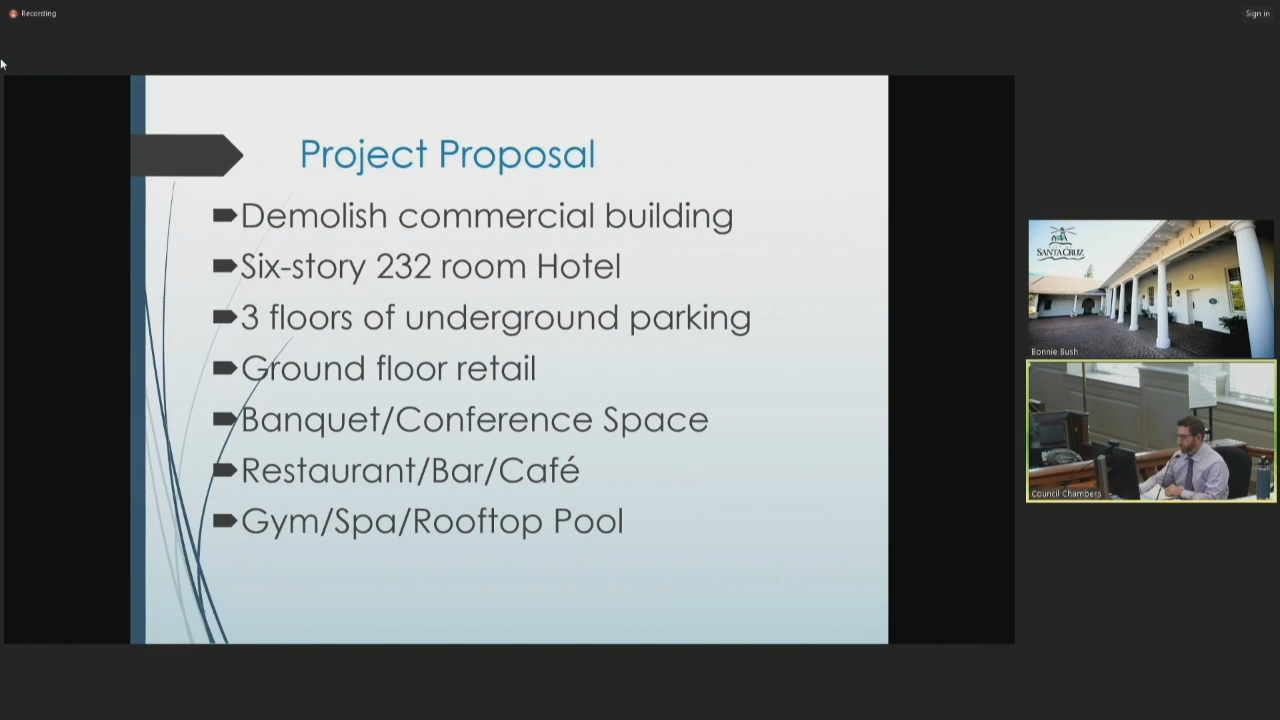 Recording
Sign in
Project Proposal
Demolish commercial building
Six-story 232 room Hotel
3 floors of underground parking
Ground floor retail
Banquet/Conference Space
Restaurant/Bar/Café
Gym/Spa/Rooftop Pool
SANTA CRUZ
HALL
Bonnie Bush
Council Chambers